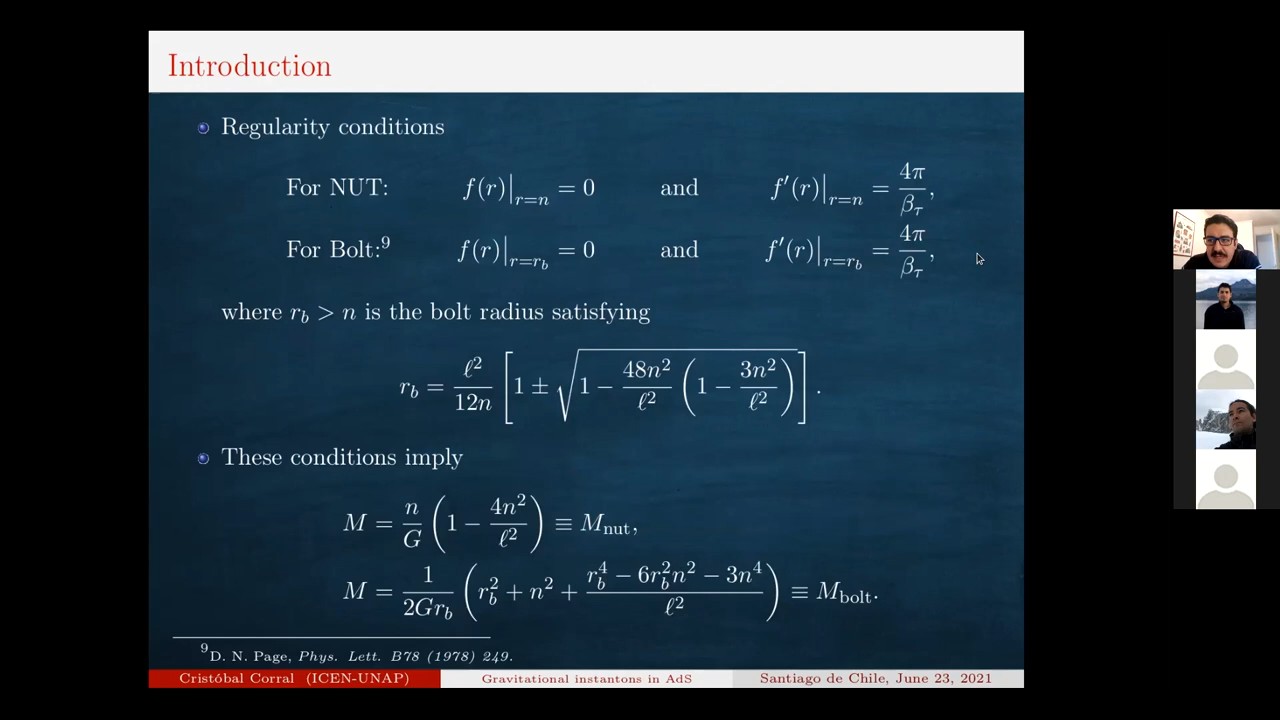 Introduction
Regularity conditions
For NUT: f(r)|_{r=n} = 0 and f′(r)|_{r=n} = 4π/β_τ,
For Bolt:⁹ f(r)|_{r=r_b} = 0 and f′(r)|_{r=r_b} = 4π/β_τ,
where r_b > n is the bolt radius satisfying
r_b = ℓ²/12n [1 ± √(1 − 48n²/ℓ² (1 − 3n²/ℓ²))].
These conditions imply
M = n/G (1 − 4n²/ℓ²) ≡ M_nut,
M = 1/2Gr_b (r_b² + n² + (r_b⁴ − 6r_b²n² − 3n⁴)/ℓ²) ≡ M_bolt.
⁹D. N. Page, Phys. Lett. B78 (1978) 249.
Cristóbal Corral (ICEN-UNAP) Gravitational instantons in AdS Santiago de Chile, June 23, 2021